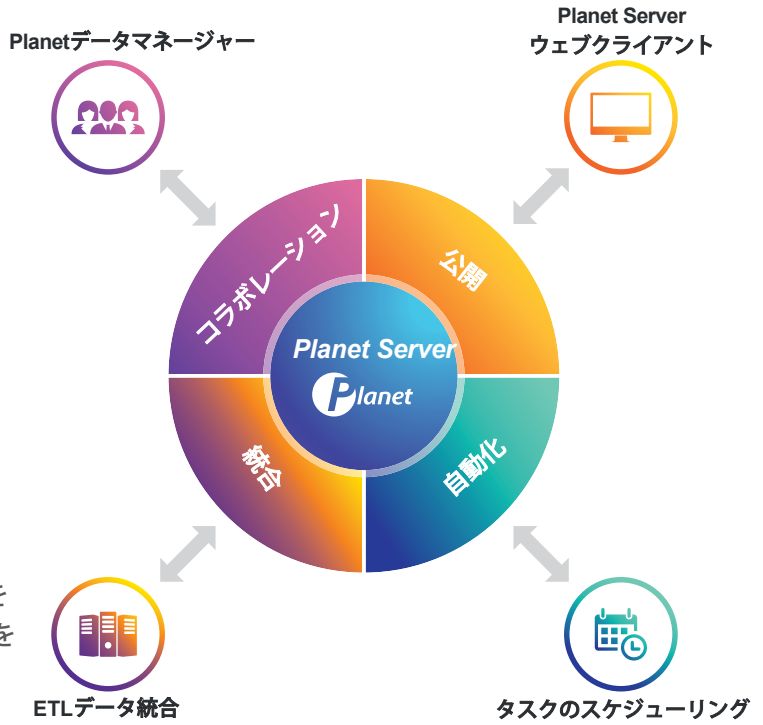 Planetデータマネージャー
Planet Server
ウェブクライアント
コラボレーション
公開
Planet Server
Planet
統合
自動化
を
ETLデータ統合
タスクのスケジューリング